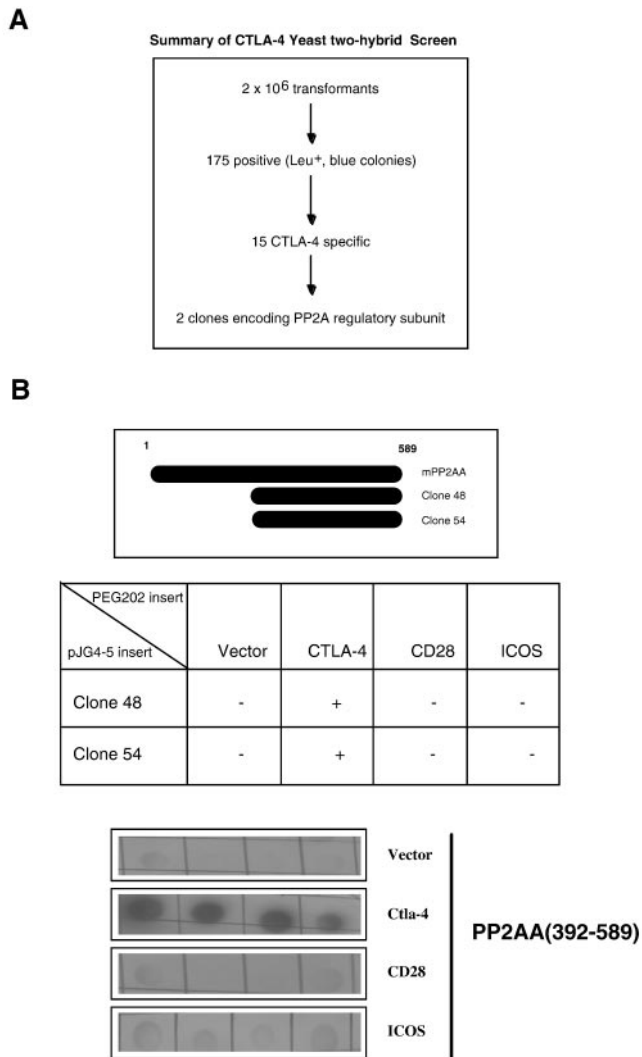 A
Summary of CTLA-4 Yeast two-hybrid Screen
2 x 10⁶ transformants
175 positive (Leu⁺, blue colonies)
15 CTLA-4 specific
2 clones encoding PP2A regulatory subunit
B
1 589
mPP2AA
Clone 48
Clone 54
PEG202 insert
pJG4-5 insert Vector CTLA-4 CD28 ICOS
Clone 48 - + - -
Clone 54 - + - -
Vector
Ctla-4
CD28
ICOS
PP2AA(392-589)